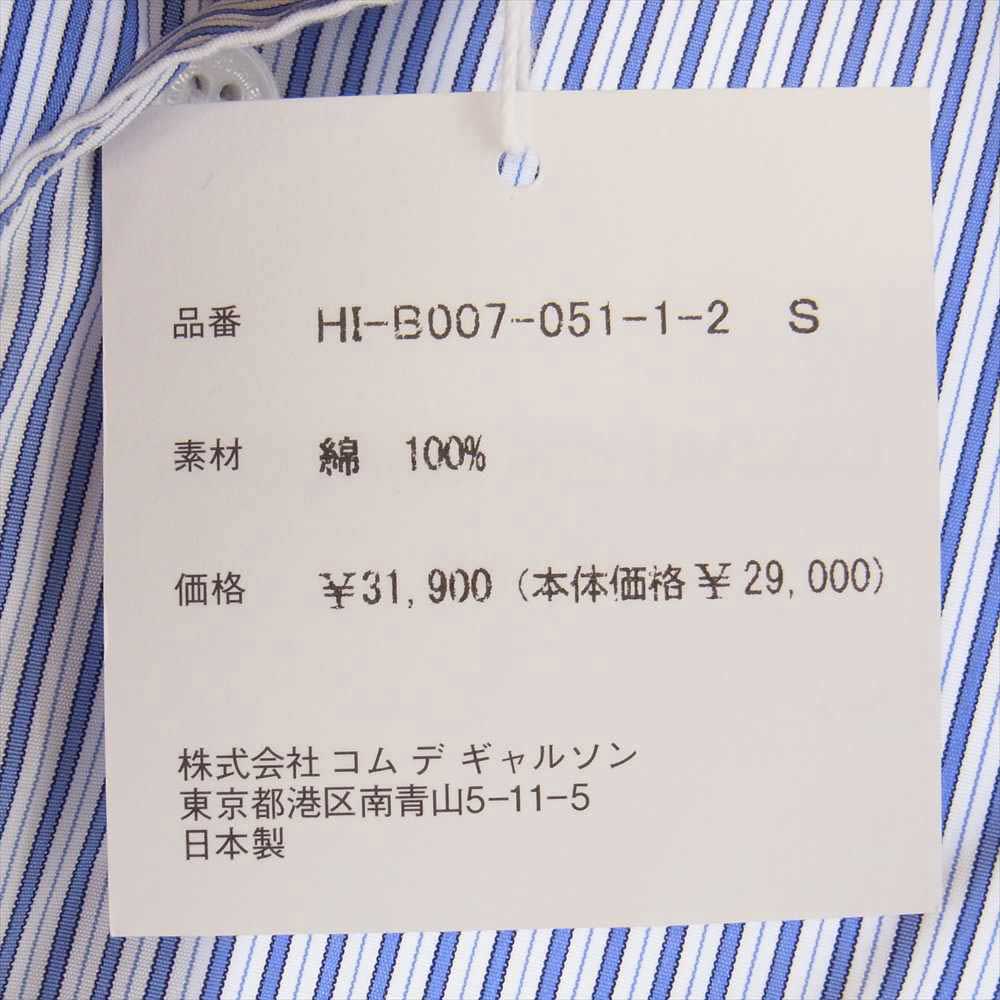 品番 HI-B007-051-1-2 S
素材 綿 100%
価格 ¥31,900 (本体価格¥29,000)
株式会社 コム デ ギャルソン
東京都港区南青山5-11-5
日本製